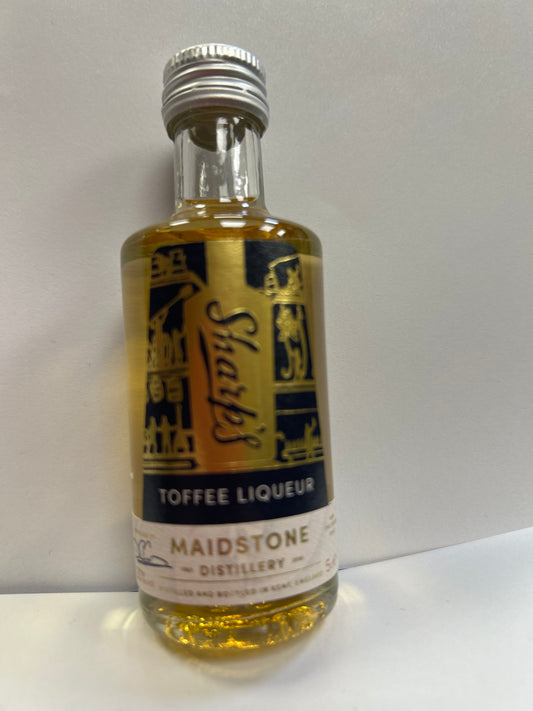 Sharp's
TOFFEE LIQUEUR
MAIDSTONE
DISTILLERY
DISTILLED AND BOTTLED IN KENT, ENGLAND